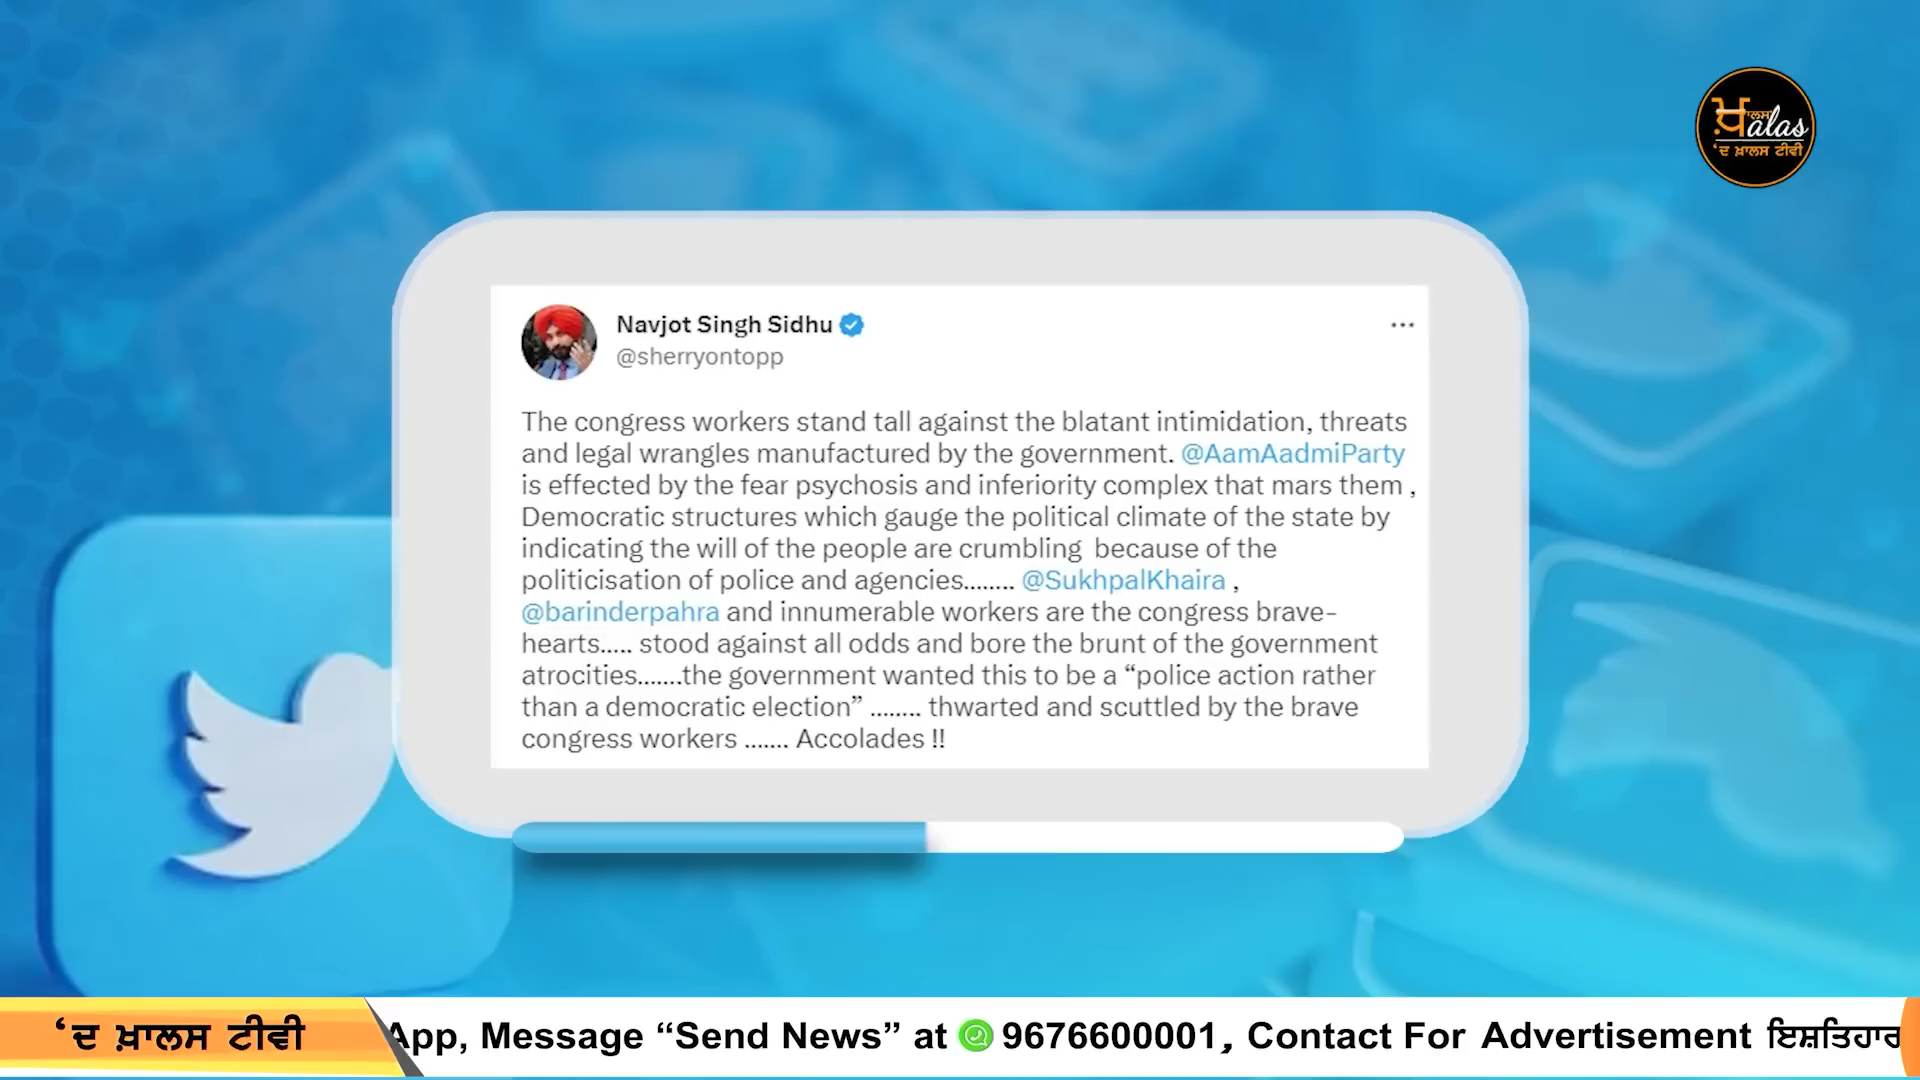 ਖ਼ਾਲਸ
alas
‘ਦ ਖ਼ਾਲਸ ਟੀਵੀ
Navjot Singh Sidhu
@sherryontopp
The congress workers stand tall against the blatant intimidation, threats
and legal wrangles manufactured by the government. @AamAadmiParty
is effected by the fear psychosis and inferiority complex that mars them ,
Democratic structures which gauge the political climate of the state by
indicating the will of the people are crumbling  because of the
politicisation of police and agencies........ @SukhpalKhaira ,
@barinderpahra and innumerable workers are the congress brave-
hearts..... stood against all odds and bore the brunt of the government
atrocities.......the government wanted this to be a “police action rather
than a democratic election” ........ thwarted and scuttled by the brave
congress workers ....... Accolades !!
‘ਦ ਖ਼ਾਲਸ ਟੀਵੀ App, Message “Send News” at 9676600001, Contact For Advertisement ਇਸ਼ਤਿਹਾਰ